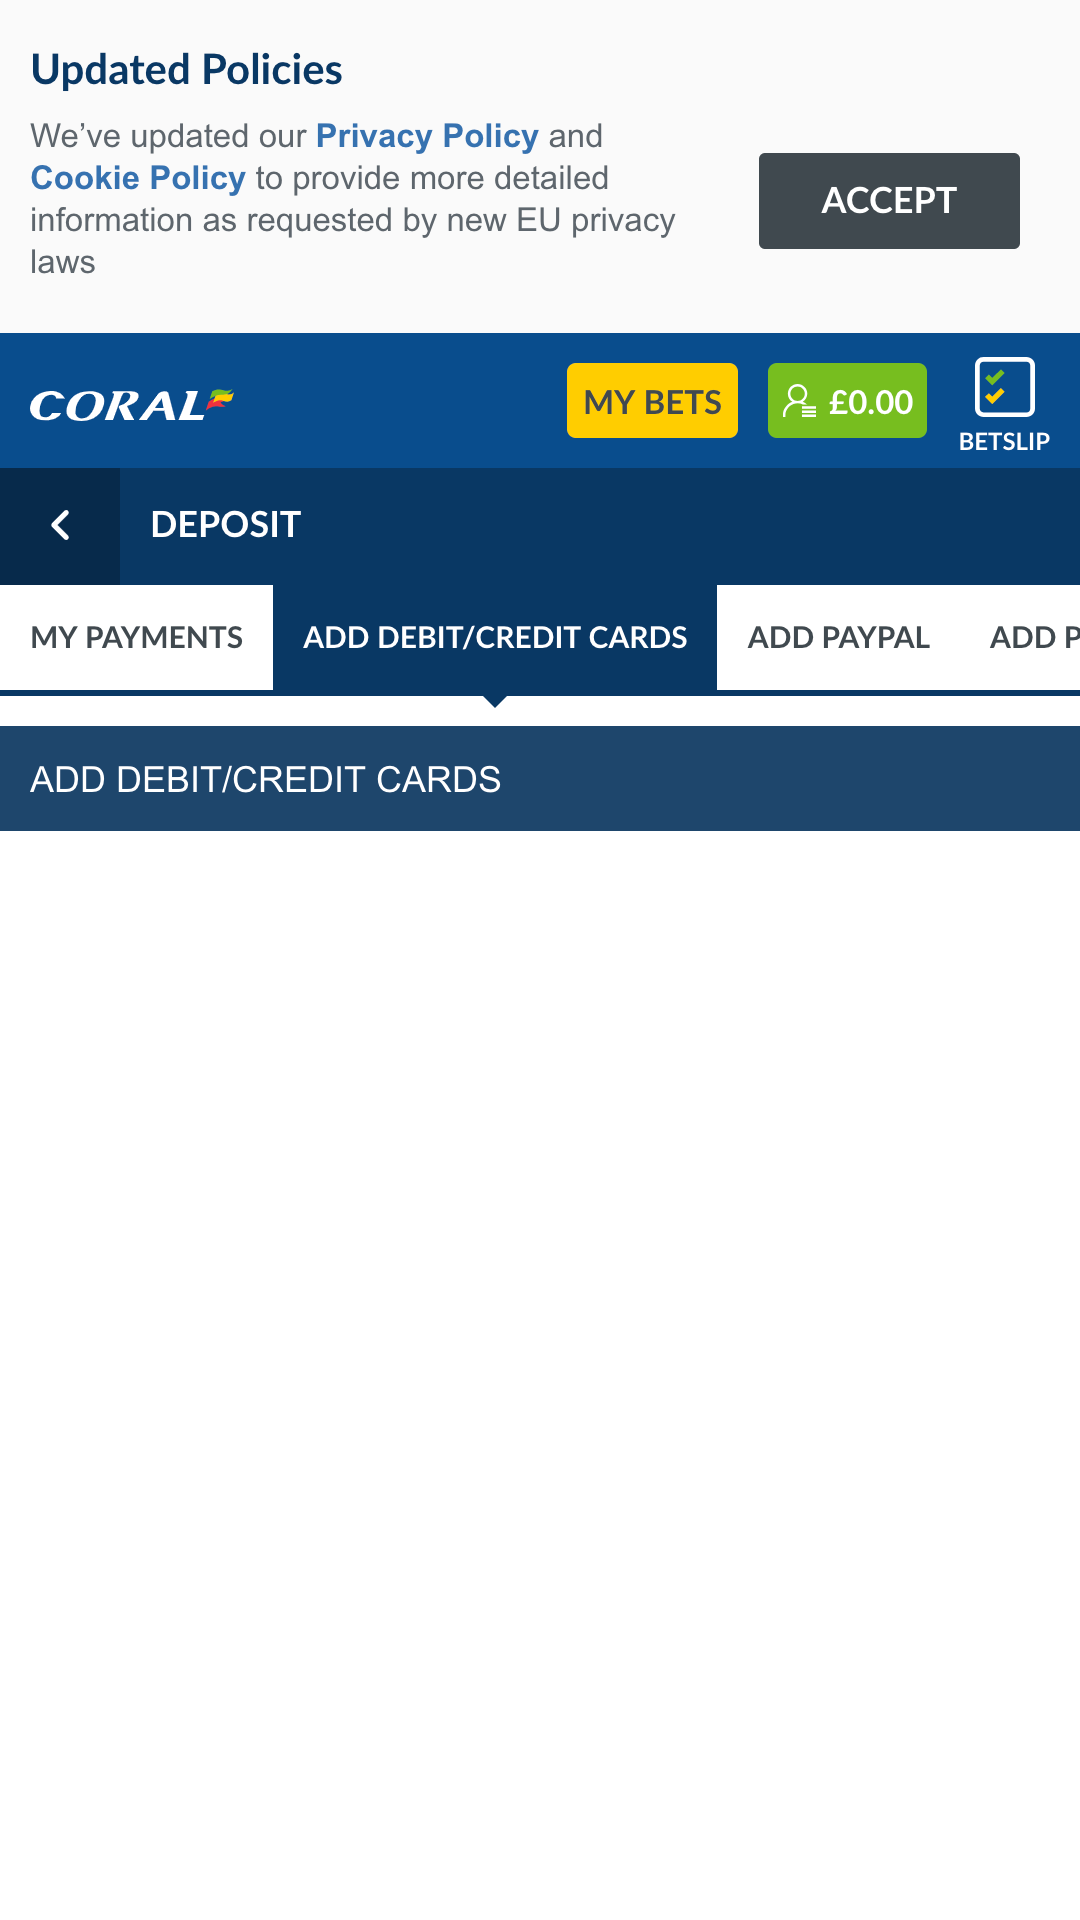 Updated Policies
We’ve updated our Privacy Policy and
Cookie Policy to provide more detailed
information as requested by new EU privacy
laws
ACCEPT
CORAL
MY BETS
£0.00
BETSLIP
DEPOSIT
MY PAYMENTS
ADD DEBIT/CREDIT CARDS
ADD PAYPAL
ADD P
ADD DEBIT/CREDIT CARDS